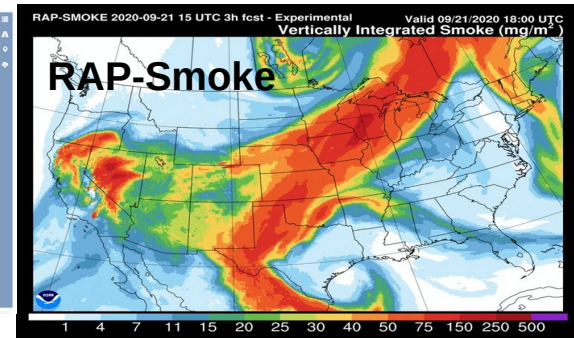 RAP-SMOKE 2020-09-21 15 UTC 3h fcst - Experimental
Valid 09/21/2020 18:00 UTC
Vertically Integrated Smoke (mg/m²)
RAP-Smoke
NOAA
1 4 7 11 15 20 25 30 40 50 75 150 250 500